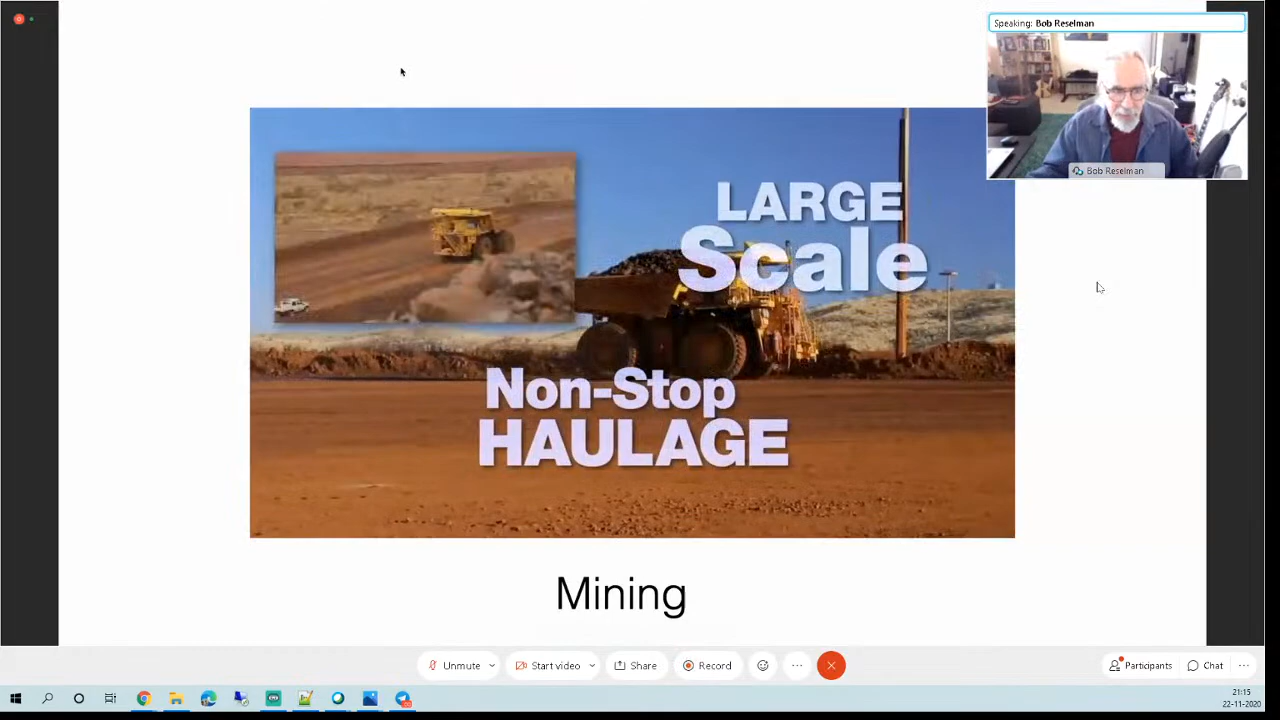 Speaking: Bob Reselman
Bob Reselman
LARGE
Scale
Non-Stop
HAULAGE
Mining
Unmute
Start video
Share
Record
Participants
Chat
21:15
22-11-2020